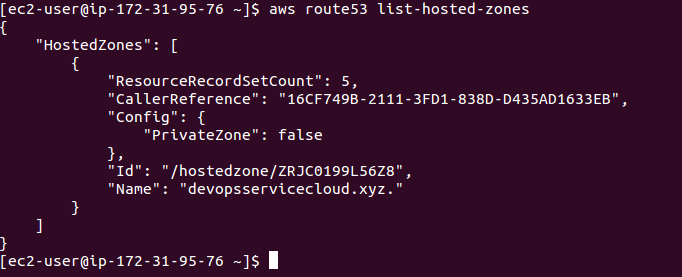 [ec2-user@ip-172-31-95-76 ~]$ aws route53 list-hosted-zones
{
    "HostedZones": [
        {
            "ResourceRecordSetCount": 5,
            "CallerReference": "16CF749B-2111-3FD1-838D-D435AD1633EB",
            "Config": {
                "PrivateZone": false
            },
            "Id": "/hostedzone/ZRJC0199L56Z8",
            "Name": "devopsservicecloud.xyz."
        }
    ]
}
[ec2-user@ip-172-31-95-76 ~]$